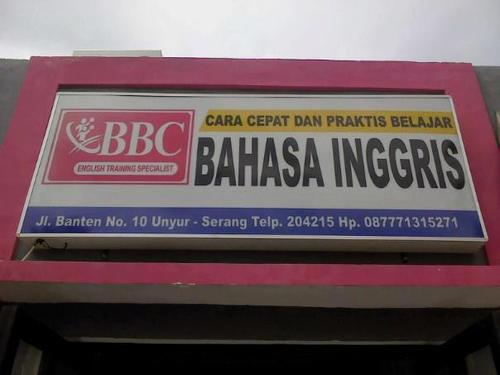 BBC
ENGLISH TRAINING SPECIALIST
CARA CEPAT DAN PRAKTIS BELAJAR
BAHASA INGGRIS
Jl. Banten No. 10 Unyur - Serang Telp. 204215 Hp. 087771315271